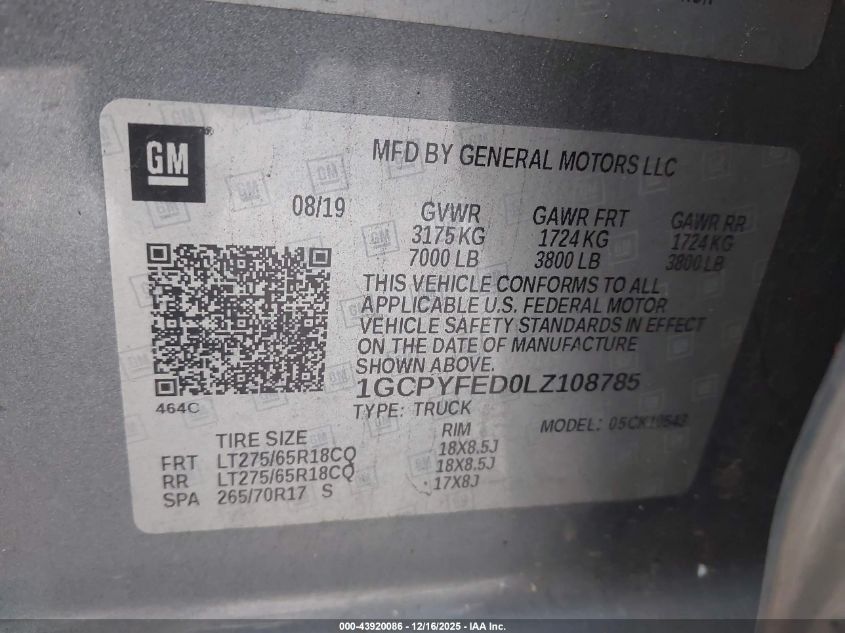 GM
MFD BY GENERAL MOTORS LLC
08/19
GVWR GAWR FRT GAWR RR
3175 KG 1724 KG 1724 KG
7000 LB 3800 LB 3800 LB
THIS VEHICLE CONFORMS TO ALL
APPLICABLE U.S. FEDERAL MOTOR
VEHICLE SAFETY STANDARDS IN EFFECT
ON THE DATE OF MANUFACTURE
SHOWN ABOVE.
1GCPYFED0LZ108785
464C
TYPE: TRUCK MODEL: 05CK10543
TIRE SIZE RIM
FRT LT275/65R18CQ 18X8.5J
RR LT275/65R18CQ 18X8.5J
SPA 265/70R17 S 17X8J
000-43920086 - 12/16/2025 - IAA Inc.